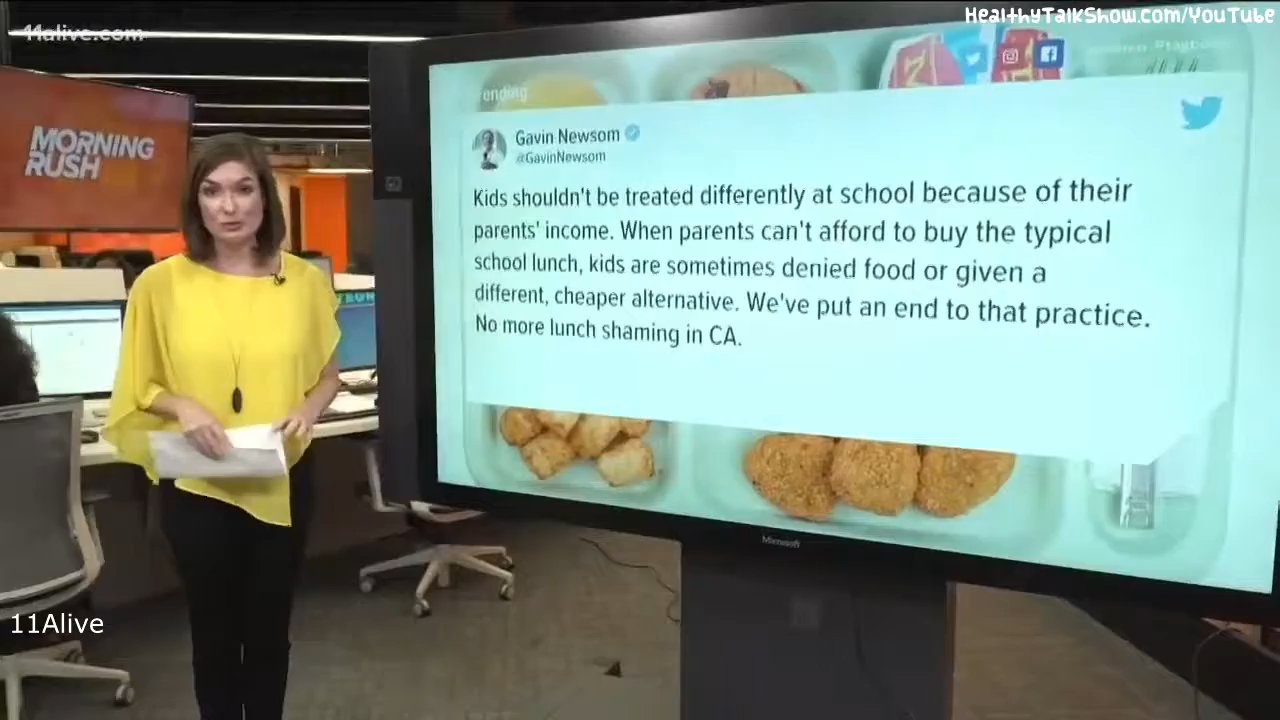 HealthyTalkShow.com/YouTube
11alive.com
MORNING
RUSH
Gavin Newsom
@GavinNewsom
Kids shouldn't be treated differently at school because of their
parents' income. When parents can't afford to buy the typical
school lunch, kids are sometimes denied food or given a
different, cheaper alternative. We've put an end to that practice.
No more lunch shaming in CA.
Microsoft
11Alive